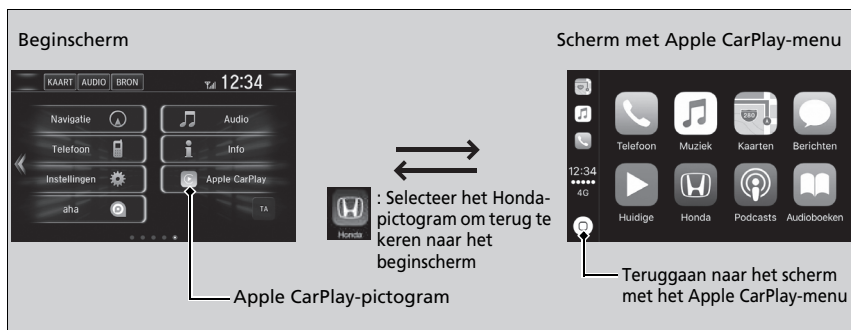 Beginscherm
Scherm met Apple CarPlay-menu
KAART AUDIO BRON
12:34
Navigatie
Audio
Telefoon
Info
Instellingen
Apple CarPlay
aha
TA
Honda
: Selecteer het Honda-
pictogram om terug te
keren naar het
beginscherm
Apple CarPlay-pictogram
12:34
4G
280
Telefoon Muziek Kaarten Berichten
Huidige Honda Podcasts Audioboeken
Teruggaan naar het scherm
met het Apple CarPlay-menu